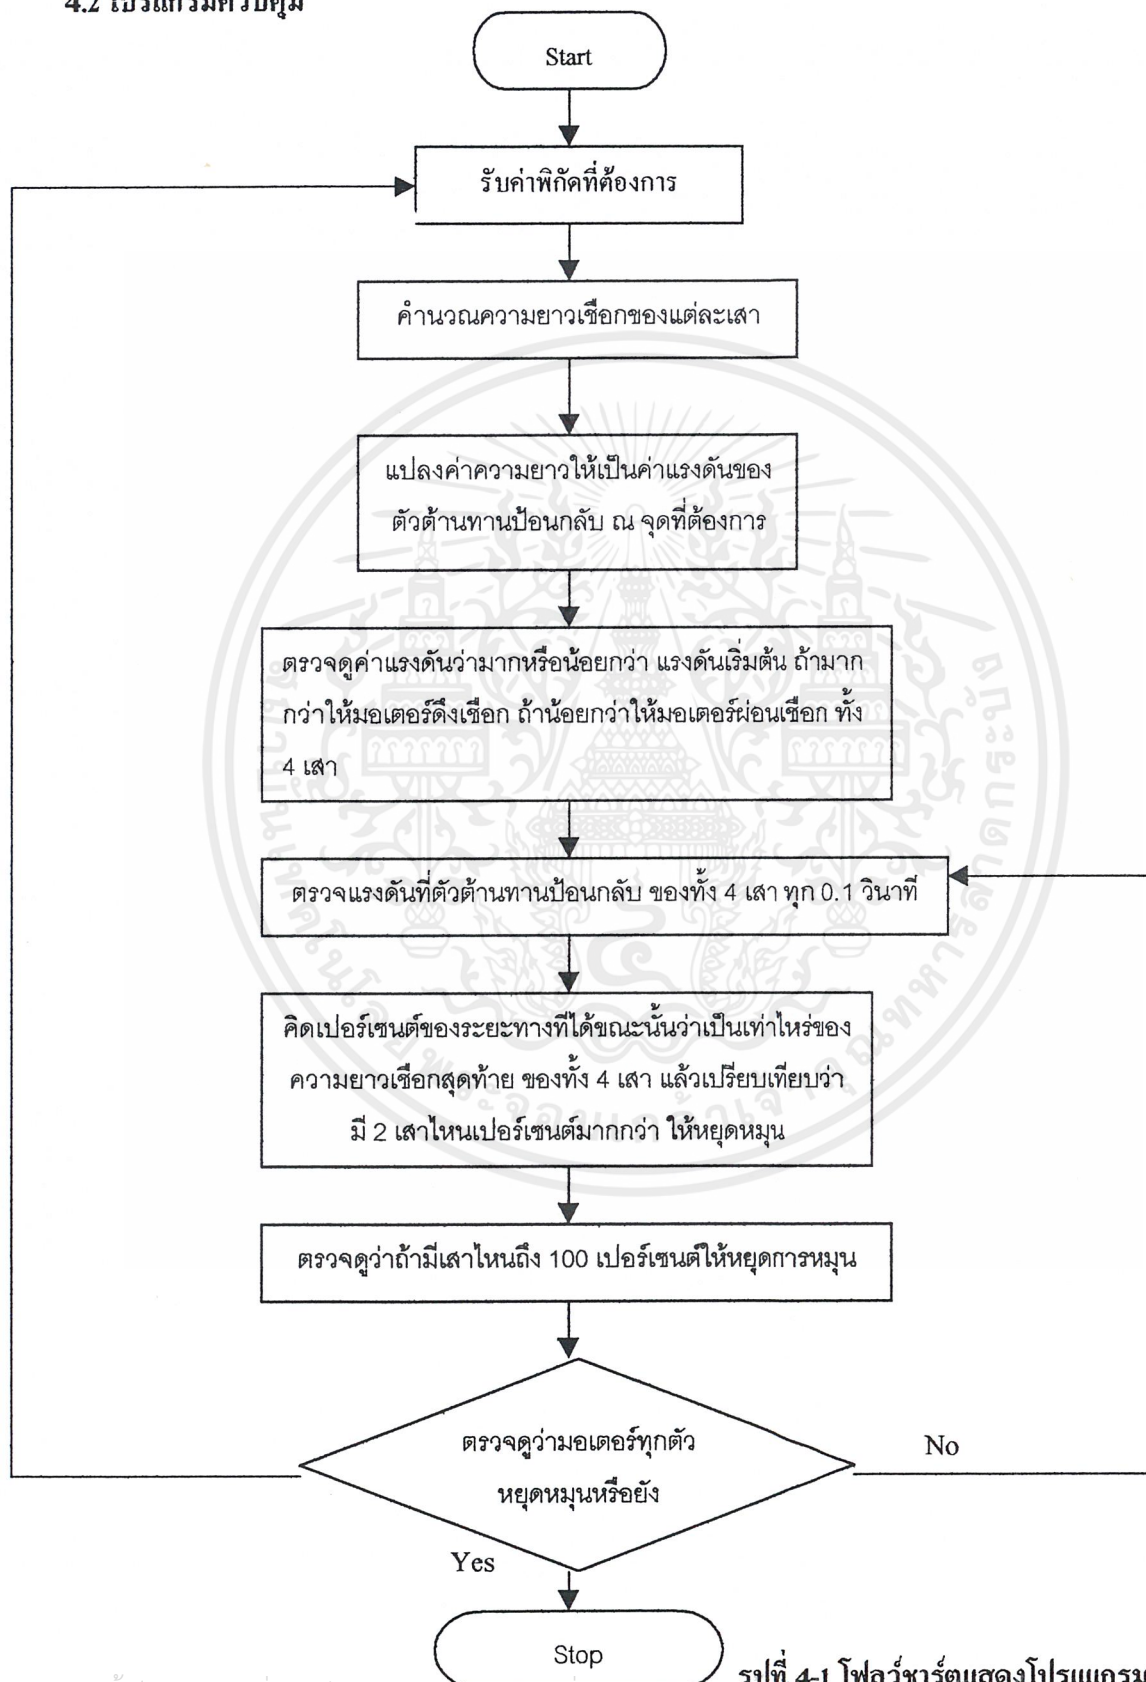 4.2 โปรแกรมควบคุม
Start
รับค่าพิกัดที่ต้องการ
คำนวณความยาวเชือกของแต่ละเสา
แปลงค่าความยาวให้เป็นค่าแรงดันของ
ตัวต้านทานป้อนกลับ ณ จุดที่ต้องการ
ตรวจดูค่าแรงดันว่ามากหรือน้อยกว่า แรงดันเริ่มต้น ถ้ามาก
กว่าให้มอเตอร์ดึงเชือก ถ้าน้อยกว่าให้มอเตอร์ผ่อนเชือก ทั้ง
4 เสา
ตรวจแรงดันที่ตัวต้านทานป้อนกลับ ของทั้ง 4 เสา ทุก 0.1 วินาที
คิดเปอร์เซนต์ของระยะทางที่ได้ขณะนั้นว่าเป็นเท่าไหร่ของ
ความยาวเชือกสุดท้าย ของทั้ง 4 เสา แล้วเปรียบเทียบว่า
มี 2 เสาไหนเปอร์เซนต์มากกว่า ให้หยุดหมุน
ตรวจดูว่าถ้ามีเสาไหนถึง 100 เปอร์เซนต์ให้หยุดการหมุน
ตรวจดูว่ามอเตอร์ทุกตัว
หยุดหมุนหรือยัง
No
Yes
Stop
รูปที่ 4-1 โฟลว์ชาร์ตแสดงโปรแแกรม